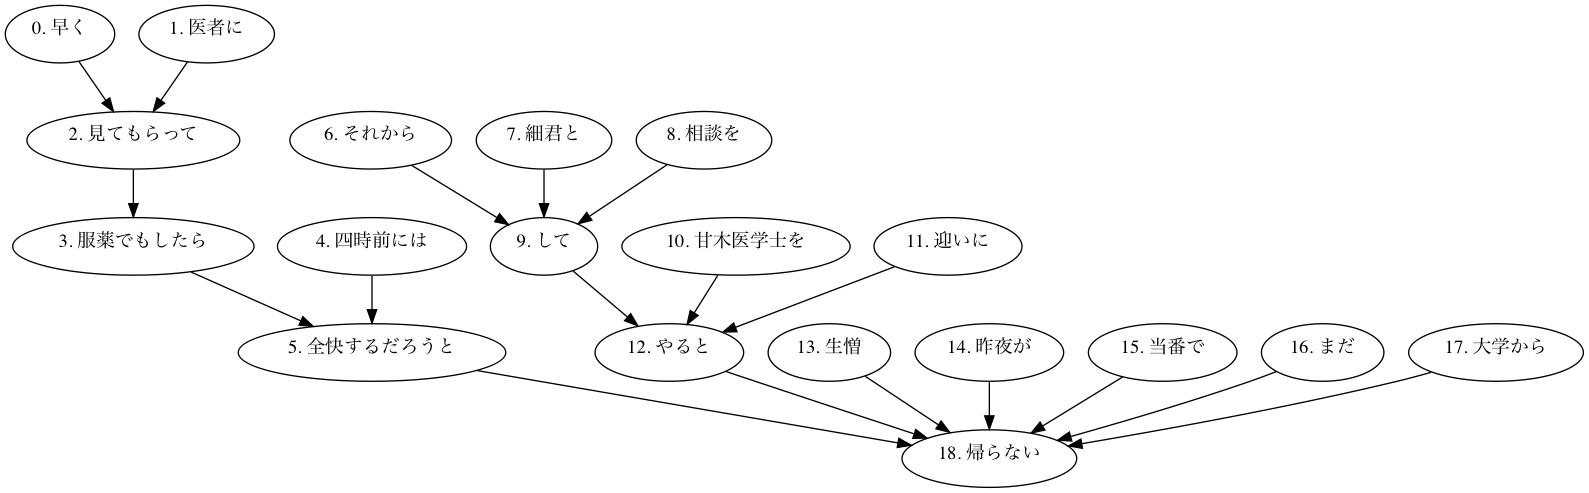 0. 早く
1. 医者に
2. 見てもらって
6. それから
7. 細君と
8. 相談を
3. 服薬でもしたら
4. 四時前には
9. して
10. 甘木医学士を
11. 迎いに
5. 全快するだろうと
12. やると
13. 生憎
14. 昨夜が
15. 当番で
16. まだ
17. 大学から
18. 帰らない